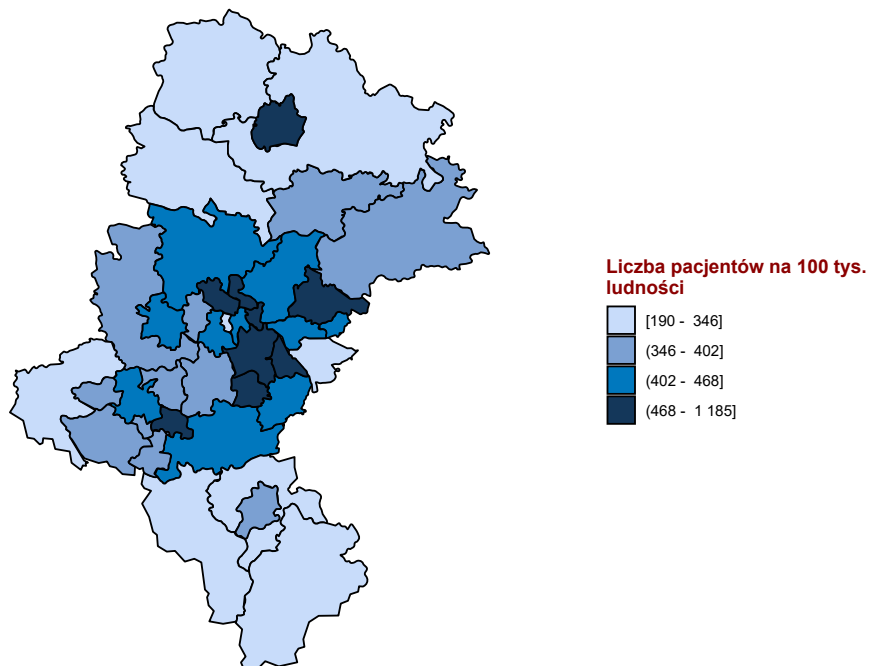 Liczba pacjentów na 100 tys.
ludności
[190 - 346]
(346 - 402]
(402 - 468]
(468 - 1 185]